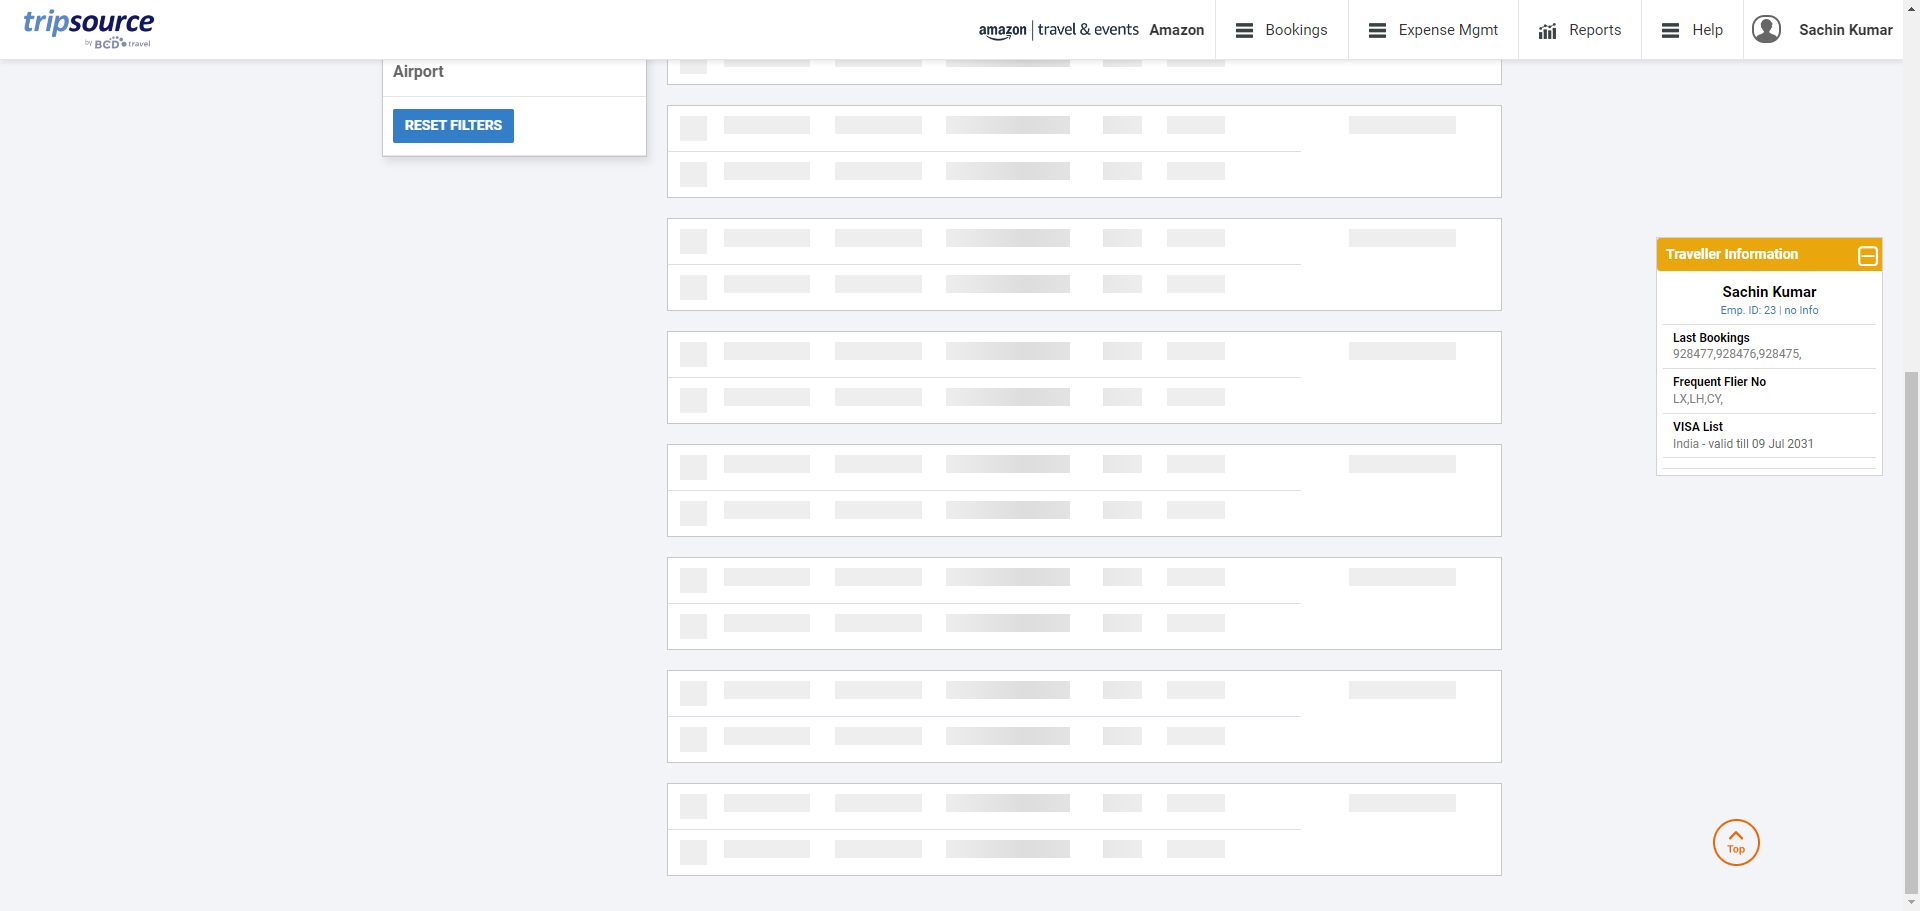 tripsource
by BCD travel
amazon | travel & events Amazon
Bookings
Expense Mgmt
Reports
Help
Sachin Kumar
Airport
RESET FILTERS
Traveller Information
Sachin Kumar
Emp. ID: 23 | no Info
Last Bookings
928477,928476,928475,
Frequent Flier No
LX,LH,CY,
VISA List
India - valid till 09 Jul 2031
Top